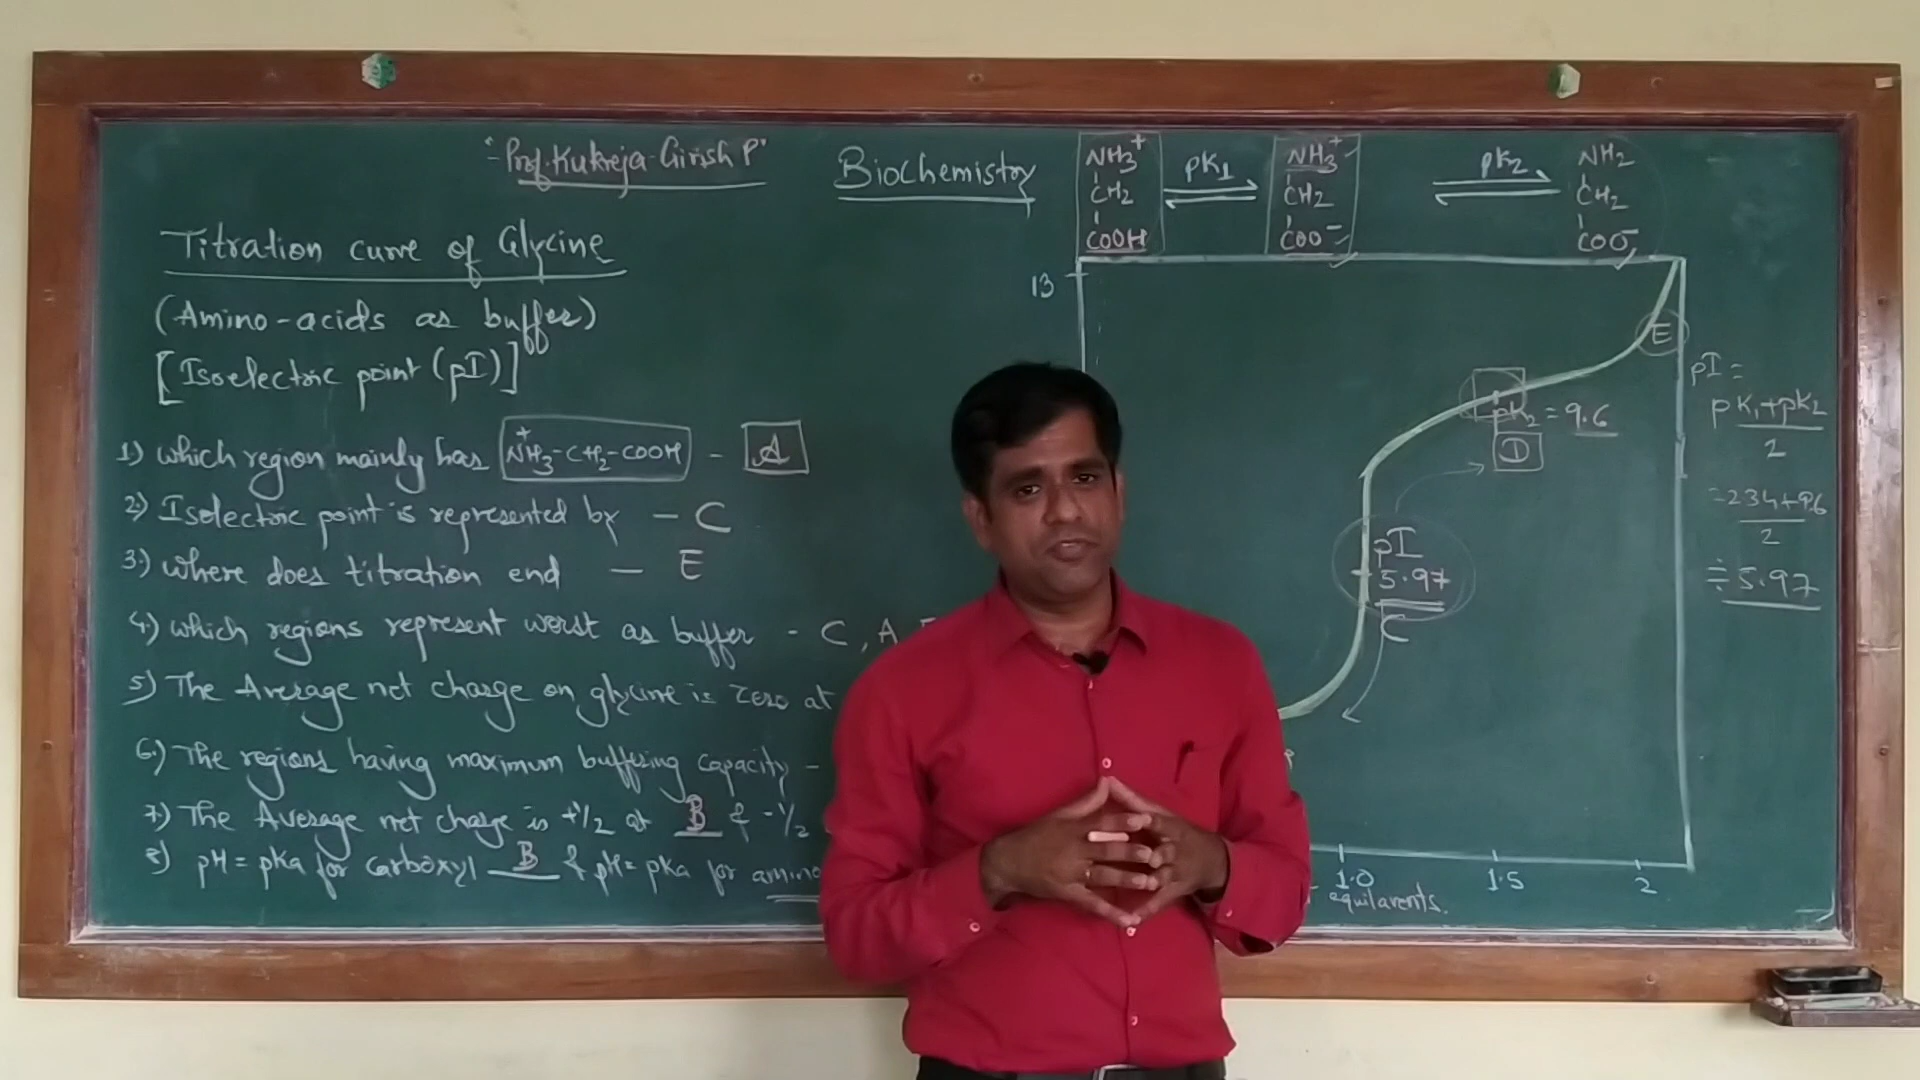 "Prof. Kukreja Girish P"
Biochemistry
Titration curve of Glycine
(Amino-acids as buffer)
[Isoelectric point (pI)]
1) which region mainly has NH3+-CH2-COOH - A
2) Iselectric point is represented by - C
3) where does titration end - E
4) which regions represent worst as buffer - C, A,
5) The Average net charge on glycine is zero at
6) The regions having maximum buffering capacity -
7) The Average net charge is +1/2 at B & -1/2
8) pH = pKa for carboxyl B & pH = pKa for amino
NH3+
CH2
COOH
pK1
NH3+
CH2
COO-
pK2
NH2
CH2
COO-
13
E
pK2 = 9.6
D
pI
5.97
C
1.0
1.5
2
equilavents.
pI =
pK1+pK2
2
= 234+9.6
2
= 5.97